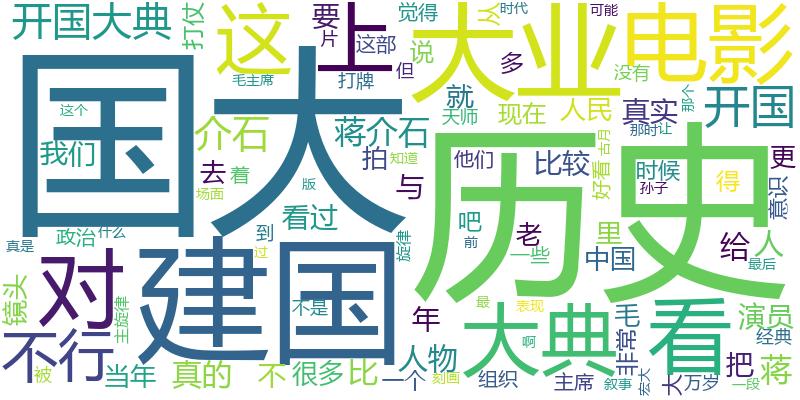 开国大典
打仗
这
上
要
片
这部
觉得
打牌
但
说
从
时代
多
可能
没有
大业
电影
国大
毛主席
这个
我们
介石
蒋介石
就
天师
现在
人民
真实
那个
开国
去
着
拍
与
知道
他们
比较
好看
古月
那时
让
时候
孙子
得
意识
更
场面
版
看过
吧
老
历史
政治
什么
到
旋律
前
一些
里
中国
给
人
真是
过
最后
镜头
主旋律
对
建国
不是
年
最
表现
大典
毛
看
演员
经典
不行
被
当年
真的
不
很多
比
人物
一个
刻画
啊
组织
主席
非常
叙事
宏大
大
万岁
把
一段
蒋